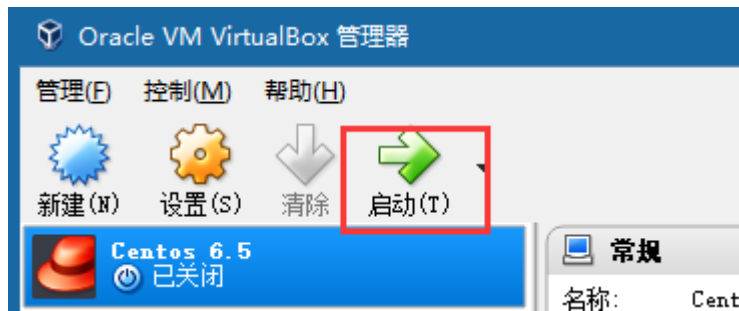 Oracle VM VirtualBox 管理器
管理(F) 控制(M) 帮助(H)
新建(N) 设置(S) 清除 启动(T)
Centos 6.5
已关闭
常规
名称: Cent